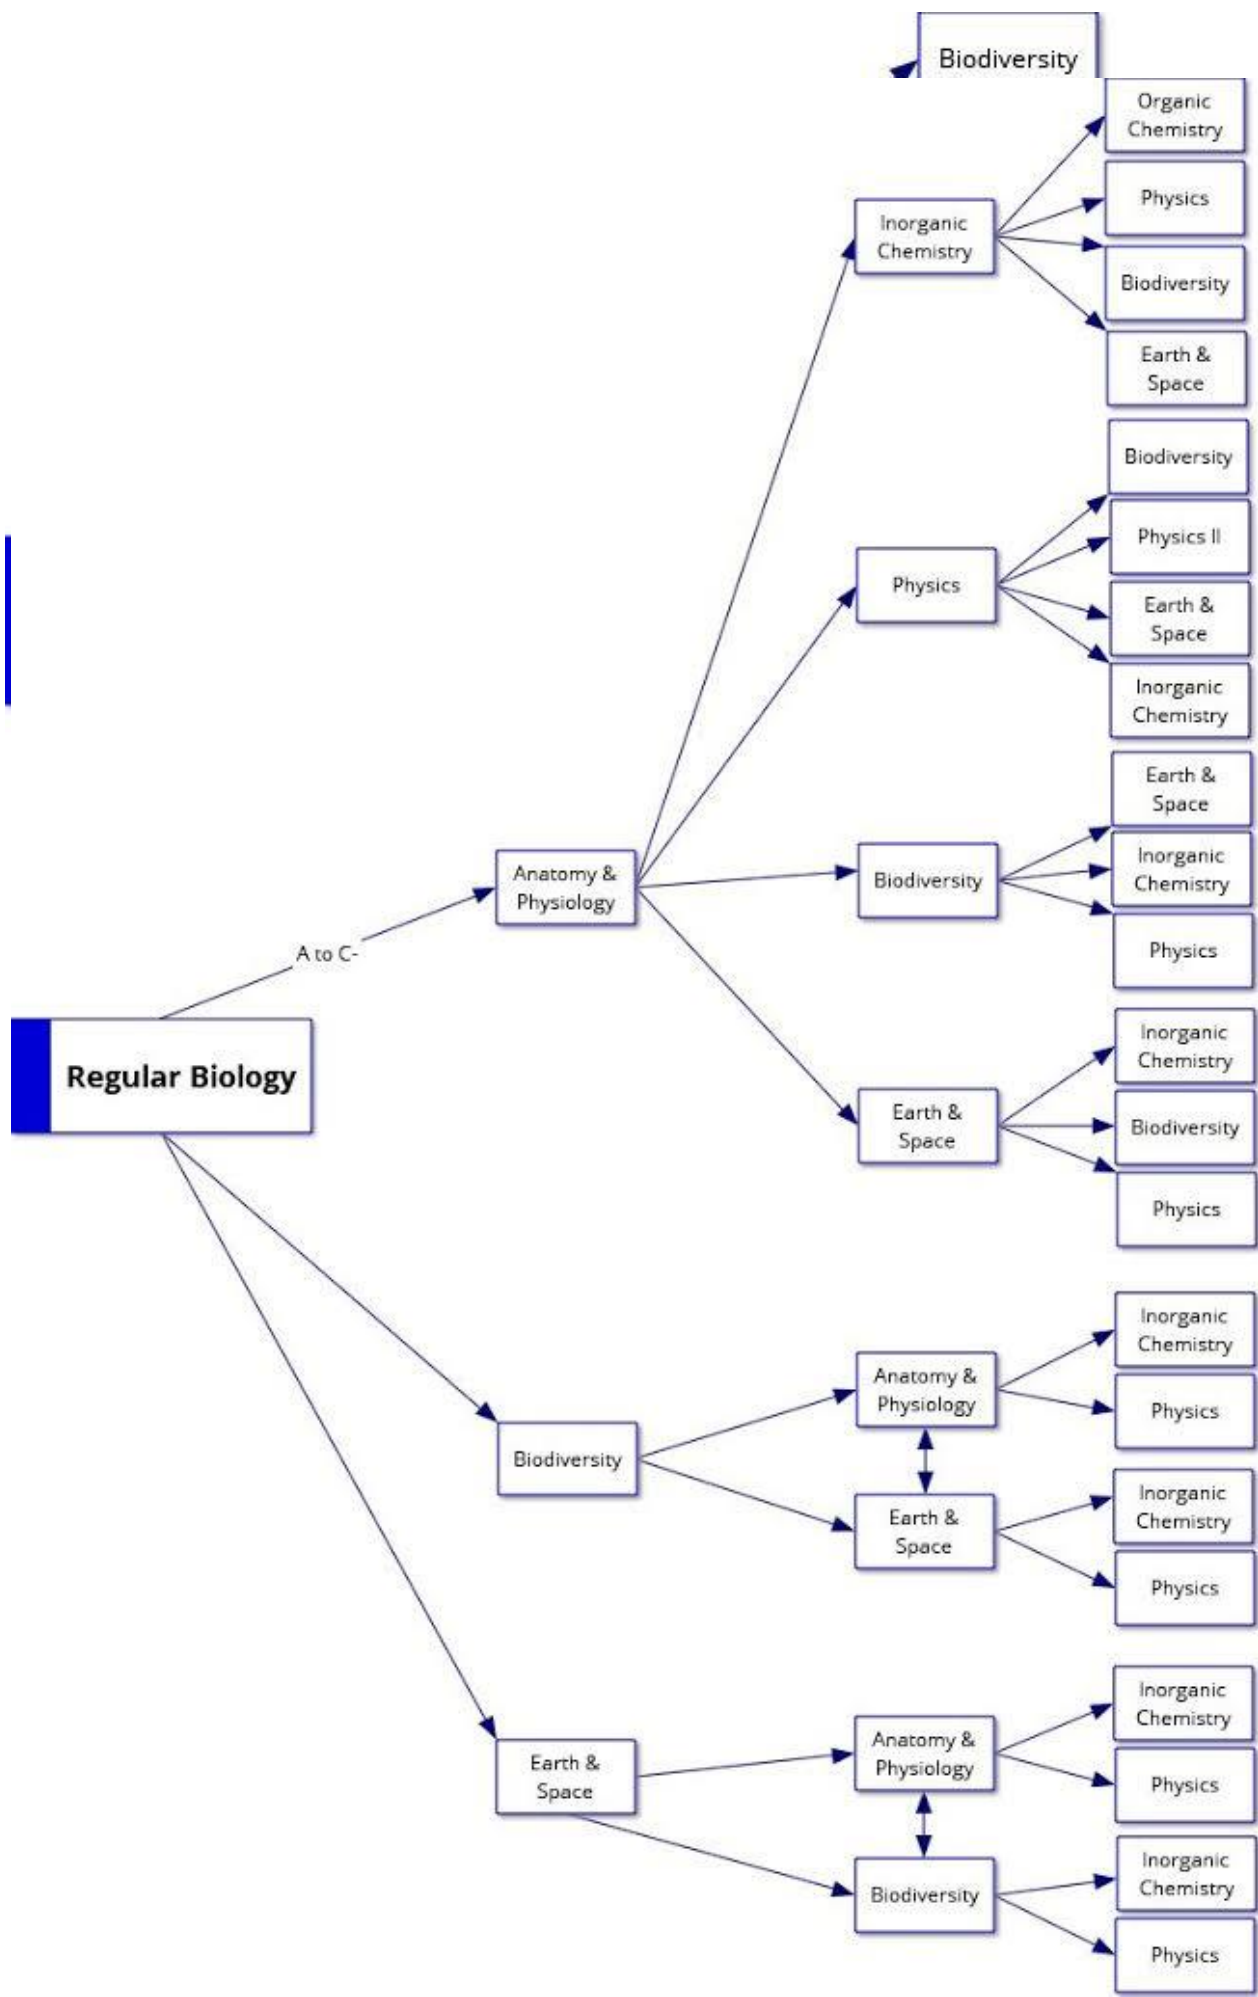 Biodiversity
Organic
Chemistry
Physics
Inorganic
Chemistry
Biodiversity
Earth &
Space
Biodiversity
Physics II
Physics
Earth &
Space
Inorganic
Chemistry
Earth &
Space
Inorganic
Chemistry
Anatomy &
Physiology
Biodiversity
Physics
A to C-
Inorganic
Chemistry
Regular Biology
Earth &
Space
Biodiversity
Physics
Inorganic
Chemistry
Anatomy &
Physiology
Physics
Biodiversity
Inorganic
Chemistry
Earth &
Space
Physics
Inorganic
Chemistry
Anatomy &
Physiology
Earth &
Space
Physics
Inorganic
Chemistry
Biodiversity
Physics